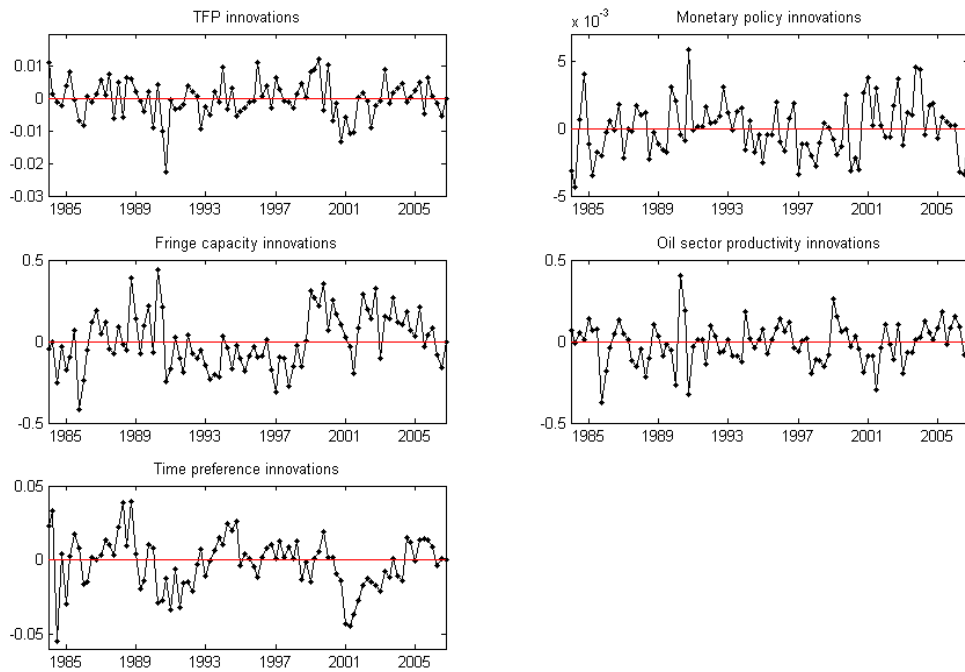 TFP innovations
0.01
0
-0.01
-0.02
-0.03
1985 1989 1993 1997 2001 2005
Monetary policy innovations
x 10-3
5
0
-5
1985 1989 1993 1997 2001 2005
Fringe capacity innovations
0.5
0
-0.5
1985 1989 1993 1997 2001 2005
Oil sector productivity innovations
0.5
0
-0.5
1985 1989 1993 1997 2001 2005
Time preference innovations
0.05
0
-0.05
1985 1989 1993 1997 2001 2005